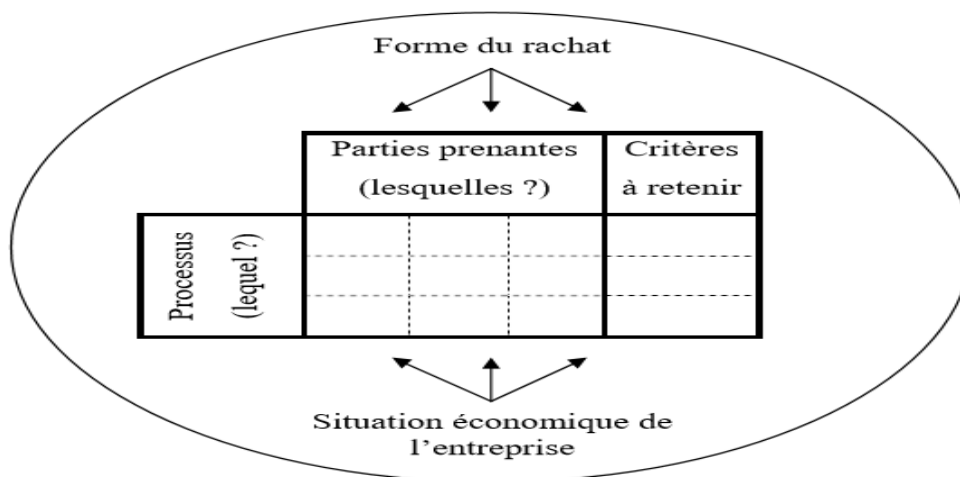 Forme du rachat
Parties prenantes
(lesquelles ?)
Critères
à retenir
Processus
(lequel ?)
Situation économique de
l’entreprise